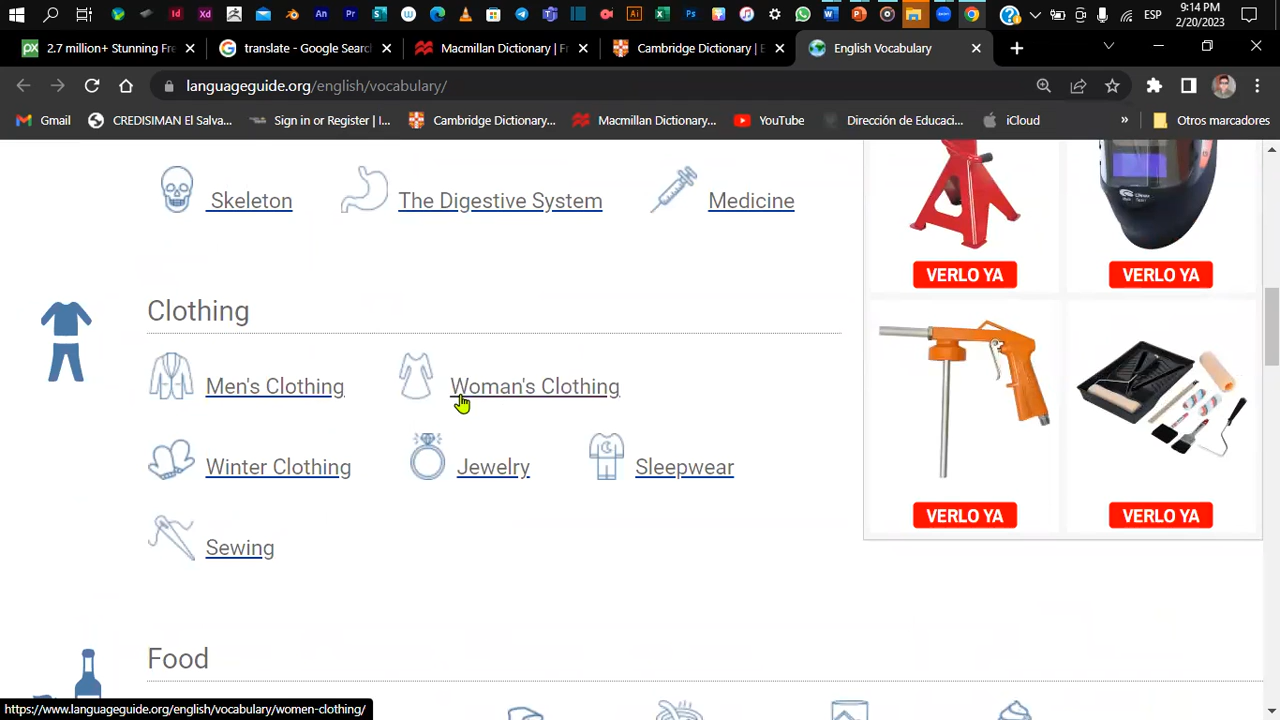 ESP
9:14 PM
2/20/2023
2.7 million+ Stunning Fre
translate - Google Search
Macmillan Dictionary | Fr
Cambridge Dictionary | E
English Vocabulary
languageguide.org/english/vocabulary/
Gmail
CREDISIMAN El Salva...
Sign in or Register | I...
Cambridge Dictionary...
Macmillan Dictionary...
YouTube
Dirección de Educaci...
iCloud
»
Otros marcadores
Skeleton
The Digestive System
Medicine
VERLO YA
VERLO YA
Clothing
Men's Clothing
Woman's Clothing
Winter Clothing
Jewelry
Sleepwear
VERLO YA
VERLO YA
Sewing
Food
https://www.languageguide.org/english/vocabulary/women-clothing/